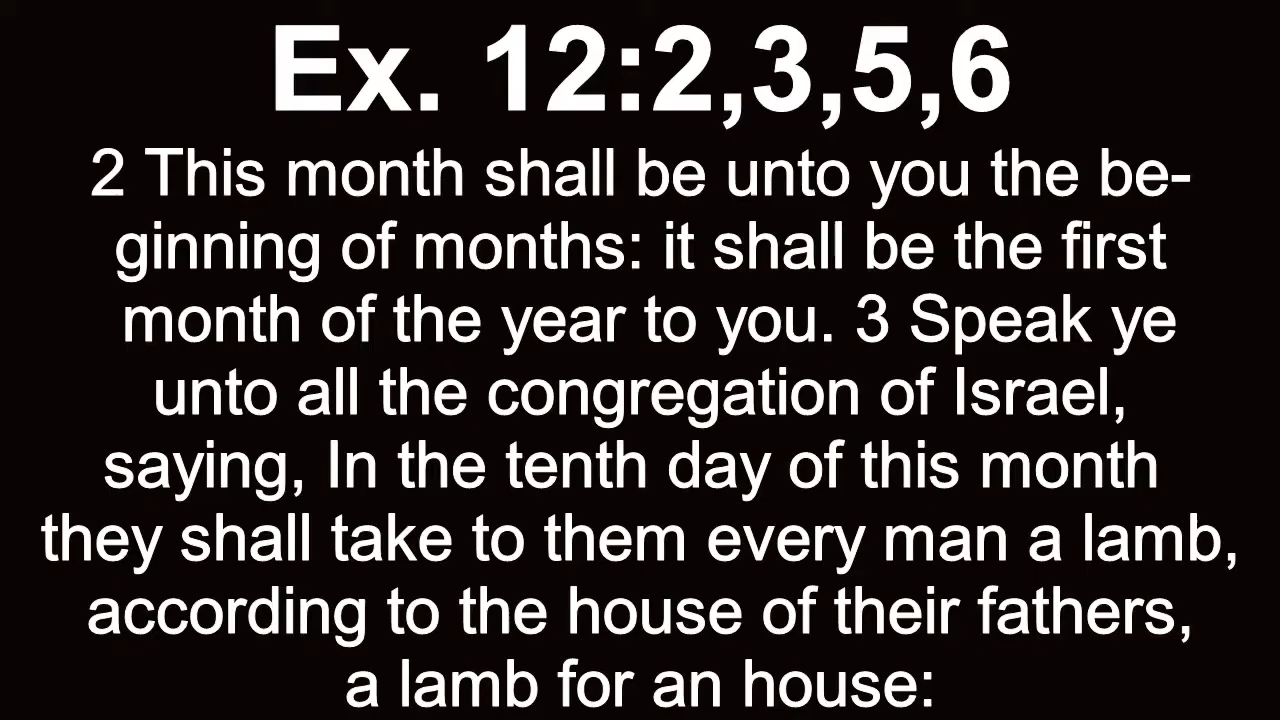 Ex. 12:2,3,5,6
2 This month shall be unto you the be-
ginning of months: it shall be the first
month of the year to you. 3 Speak ye
unto all the congregation of Israel,
saying, In the tenth day of this month
they shall take to them every man a lamb,
according to the house of their fathers,
a lamb for an house: